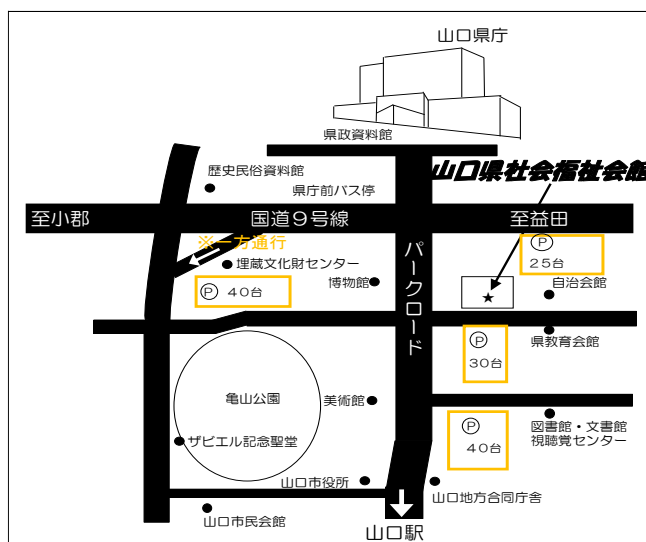 山口県庁
県政資料館
山口県社会福祉会館
歴史民俗資料館
県庁前バス停
至小郡
国道9号線
至益田
※一方通行
P
25台
埋蔵文化財センター
P 40台
博物館
パークロード
自治会館
★
県教育会館
P
30台
亀山公園
美術館
図書館・文書館
視聴覚センター
P
40台
ザビエル記念聖堂
山口市役所
山口地方合同庁舎
山口市民会館
山口駅